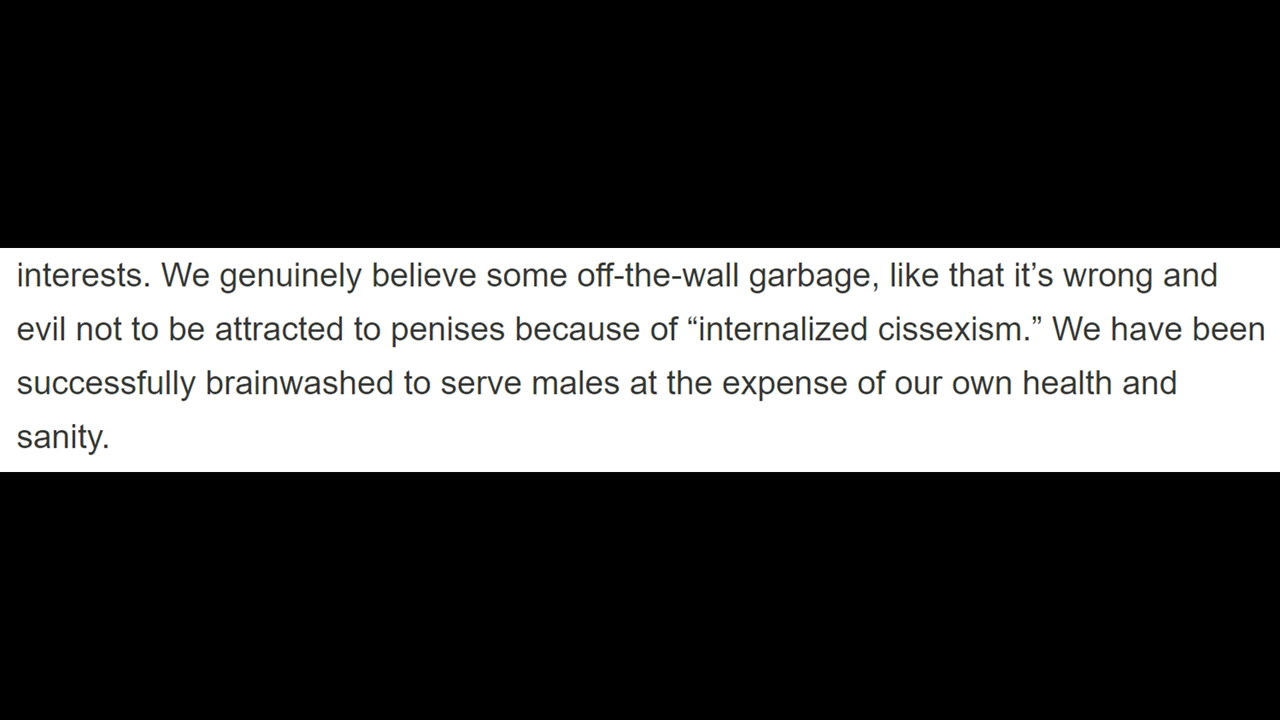 interests. We genuinely believe some off-the-wall garbage, like that it’s wrong and
evil not to be attracted to penises because of “internalized cissexism.” We have been
successfully brainwashed to serve males at the expense of our own health and
sanity.